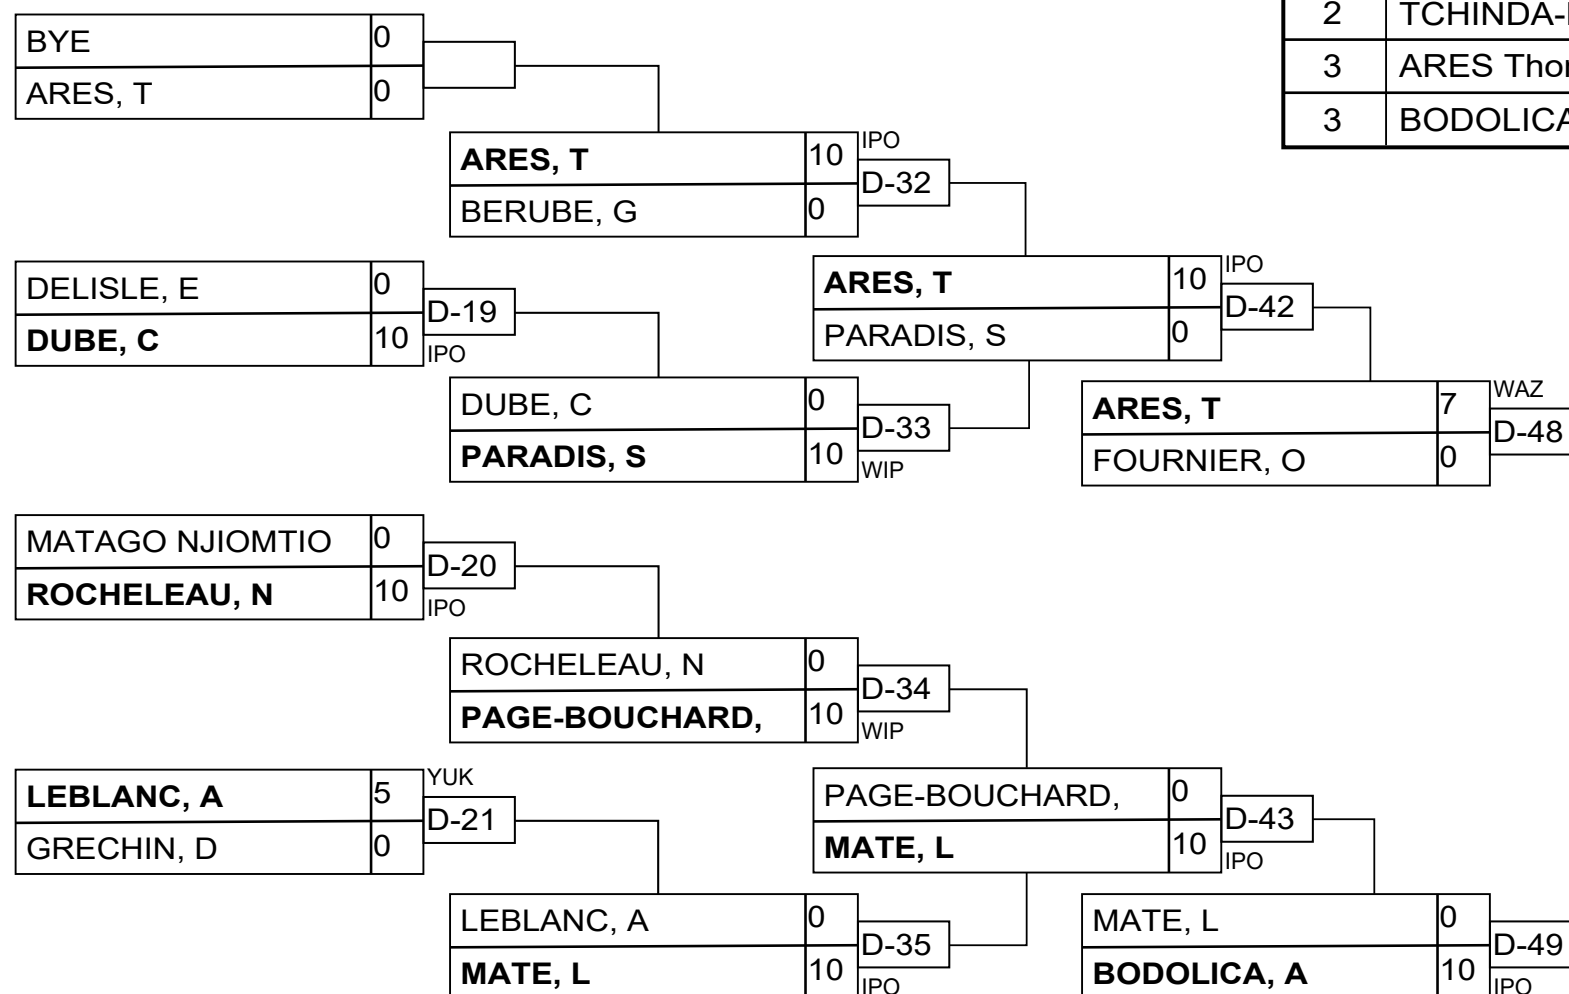 2 TCHINDA-
3 ARES Thor
3 BODOLICA
BYE 0
ARES, T 0
ARES, T 10 IPO
D-32
BERUBE, G 0
DELISLE, E 0
D-19
DUBE, C 10 IPO
ARES, T 10 IPO
D-42
PARADIS, S 0
DUBE, C 0
D-33
PARADIS, S 10 WIP
ARES, T 7 WAZ
D-48
FOURNIER, O 0
MATAGO NJIOMTIO 0
D-20
ROCHELEAU, N 10 IPO
ROCHELEAU, N 0
D-34
PAGE-BOUCHARD, 10 WIP
LEBLANC, A 5 YUK
D-21
GRECHIN, D 0
PAGE-BOUCHARD, 0
D-43
MATE, L 10 IPO
LEBLANC, A 0
D-35
MATE, L 10 IPO
MATE, L 0
D-49
BODOLICA, A 10 IPO